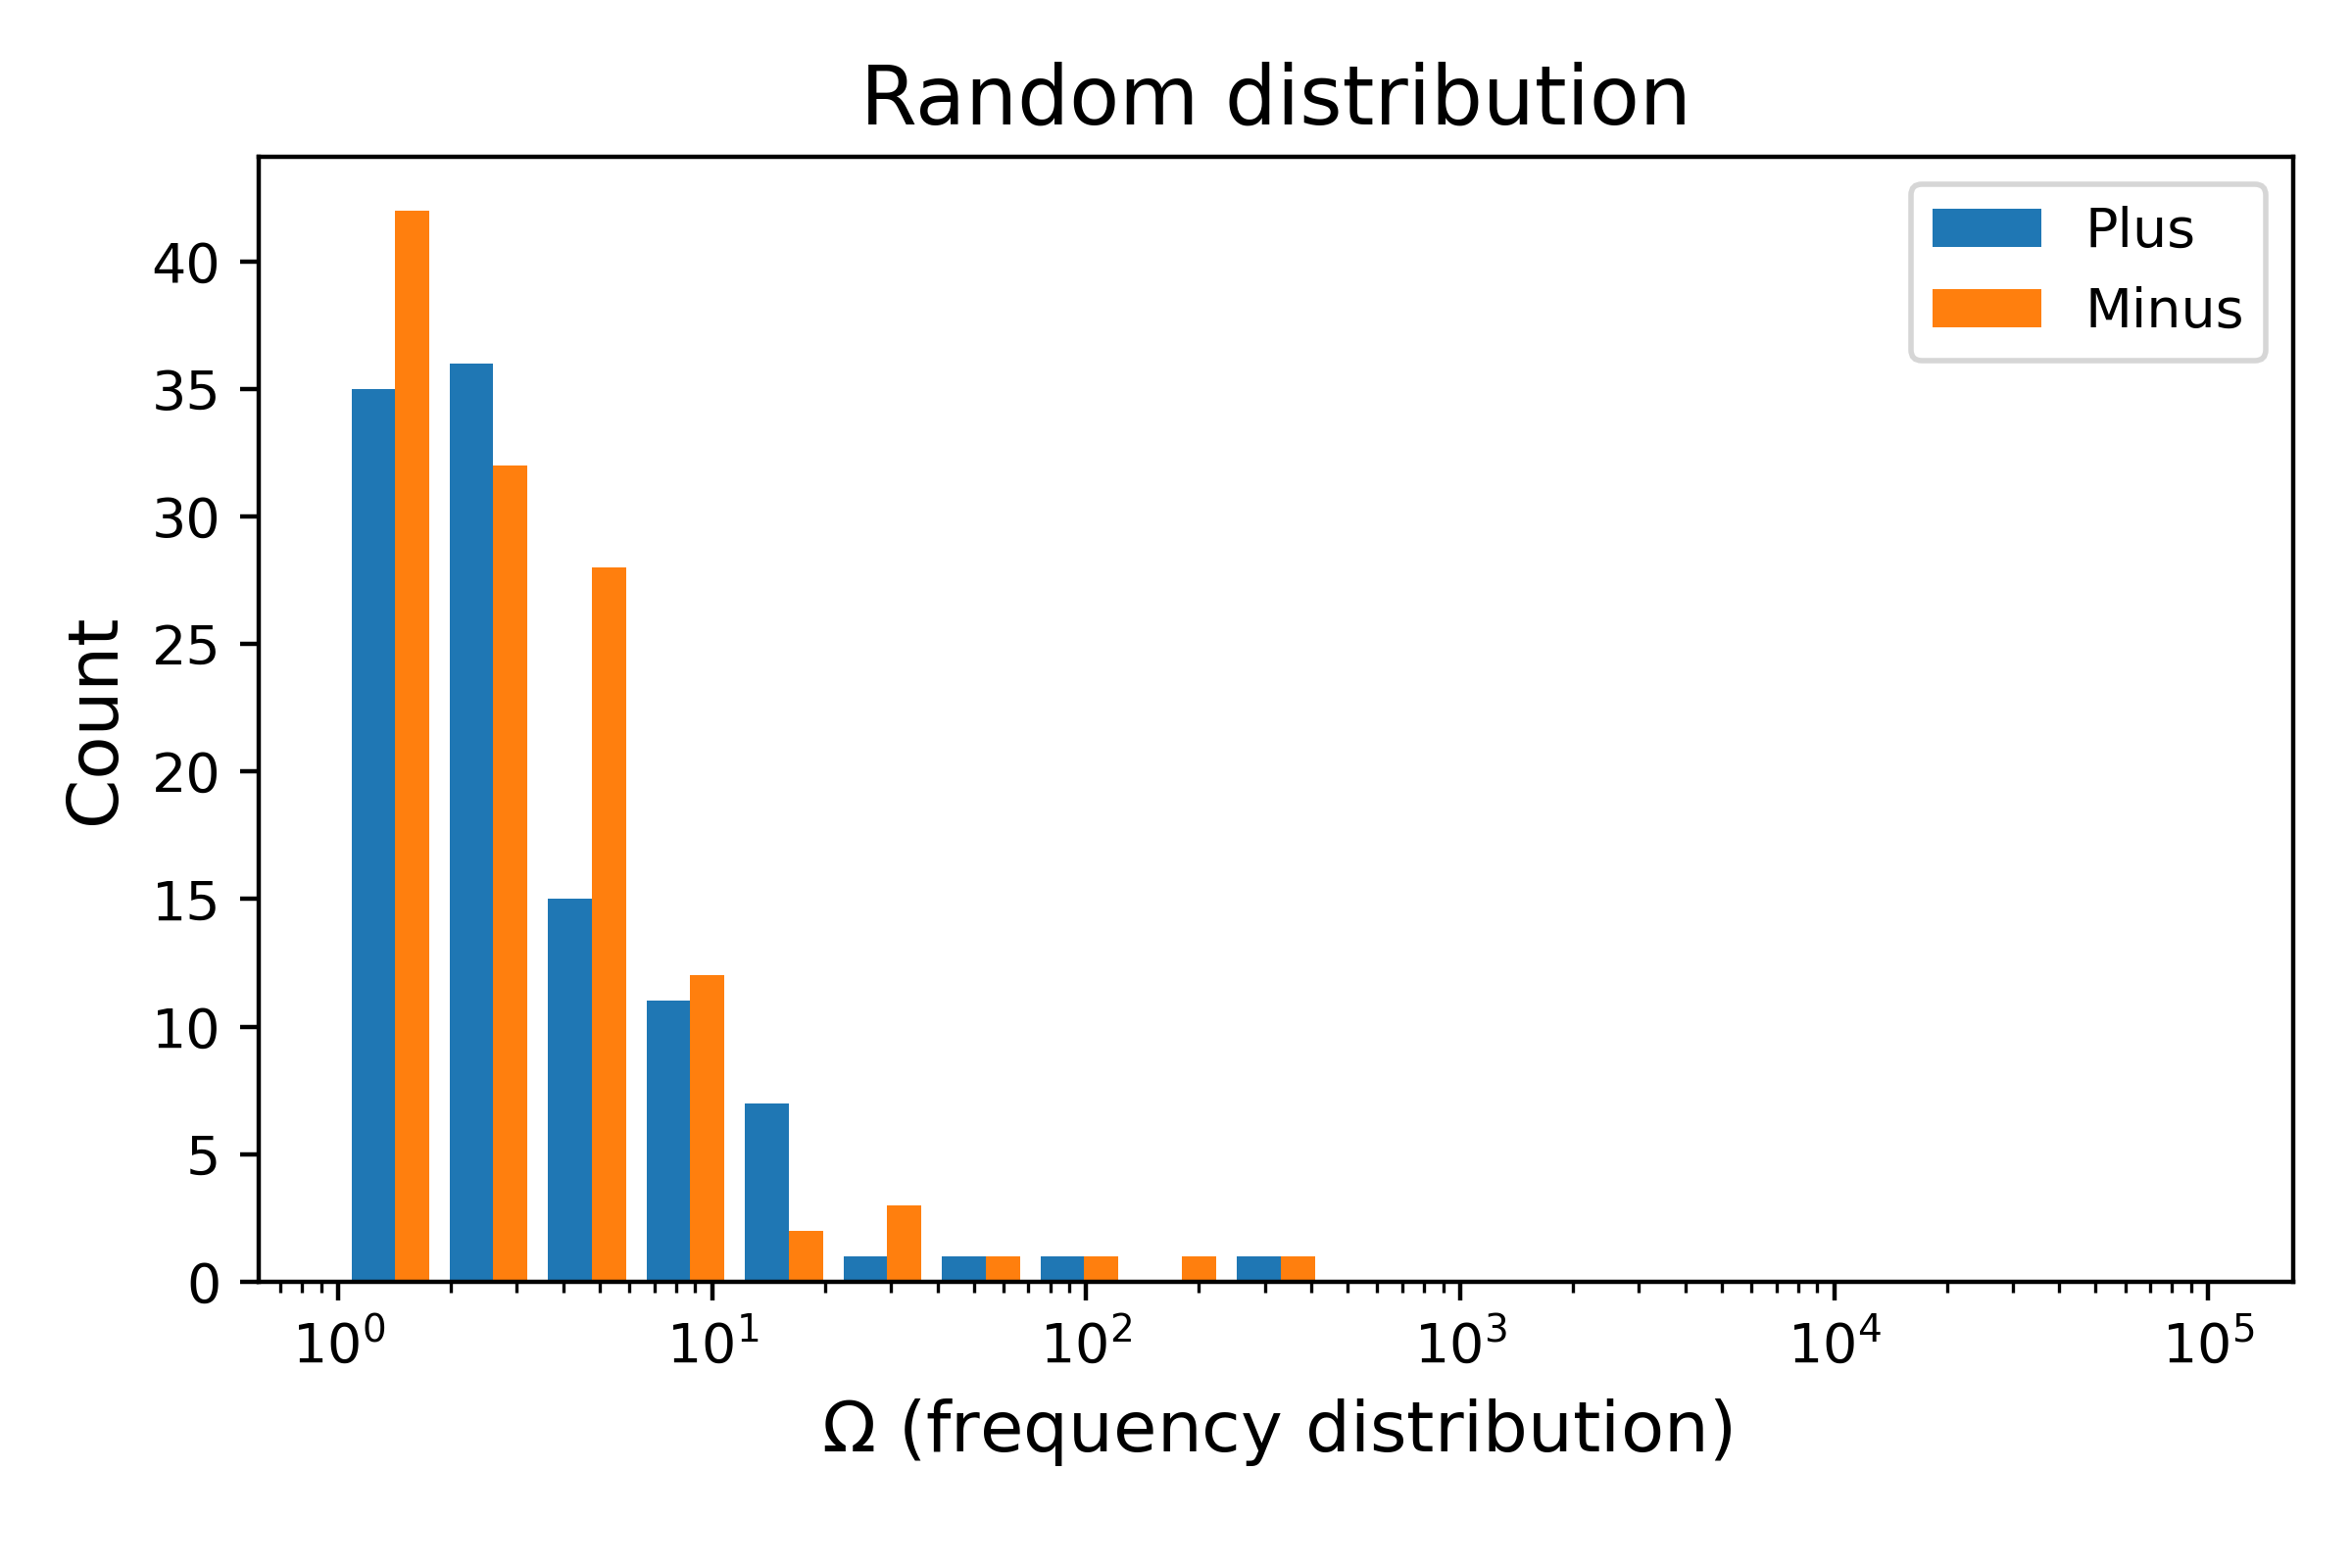 Random distribution
Plus
Minus
Count
40
35
30
25
20
15
10
5
0
10⁰ 10¹ 10² 10³ 10⁴ 10⁵
Ω (frequency distribution)